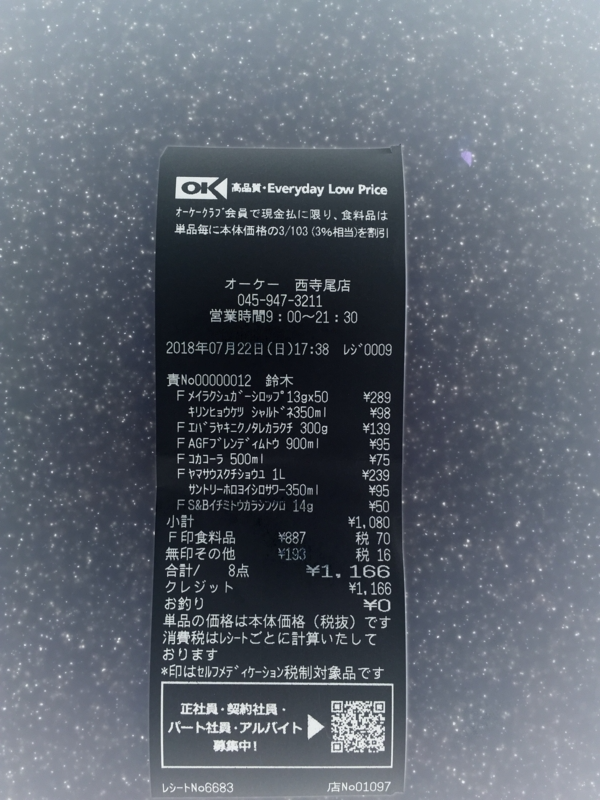 OK 高品質・Everyday Low Price
オーケークラブ会員で現金払に限り、食料品は
単品毎に本体価格の3/103 (3%相当)を割引
オーケー 西寺尾店
045-947-3211
営業時間9:00〜21:30
2018年07月22日(日)17:38 レジ0009
責No00000012 鈴木
F メイラクシュガーシロップ13gx50 ¥289
キリンヒョウケツ シャルドネ350ml ¥98
F エバラヤキニクノタレカラクチ 300g ¥139
F AGFブレンディムトウ 900ml ¥95
F コカコーラ 500ml ¥75
F ヤマサウスクチショウユ 1L ¥239
サントリーホロヨイシロサワー350ml ¥95
F S&Bイチミトウカラシ 14g ¥50
小計 ¥1,080
F印食料品 ¥887 税 70
無印その他 ¥193 税 16
合計/ 8点 ¥1,166
クレジット ¥1,166
お釣り ¥0
単品の価格は本体価格(税抜)です
消費税はレシートごとに計算いたして
おります
*印はセルフメディケーション税制対象品です
正社員・契約社員・
パート社員・アルバイト
募集中!
レシートNo6683 店No01097